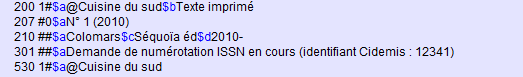 200 1#$a@Cuisine du sud$bTexte imprimé
207 #0$aN° 1 (2010)
210 ##$aColomars$cSéquoïa éd$d2010-
301 ##$aDemande de numérotation ISSN en cours (identifiant Cidemis : 12341)
530 1#$a@Cuisine du sud